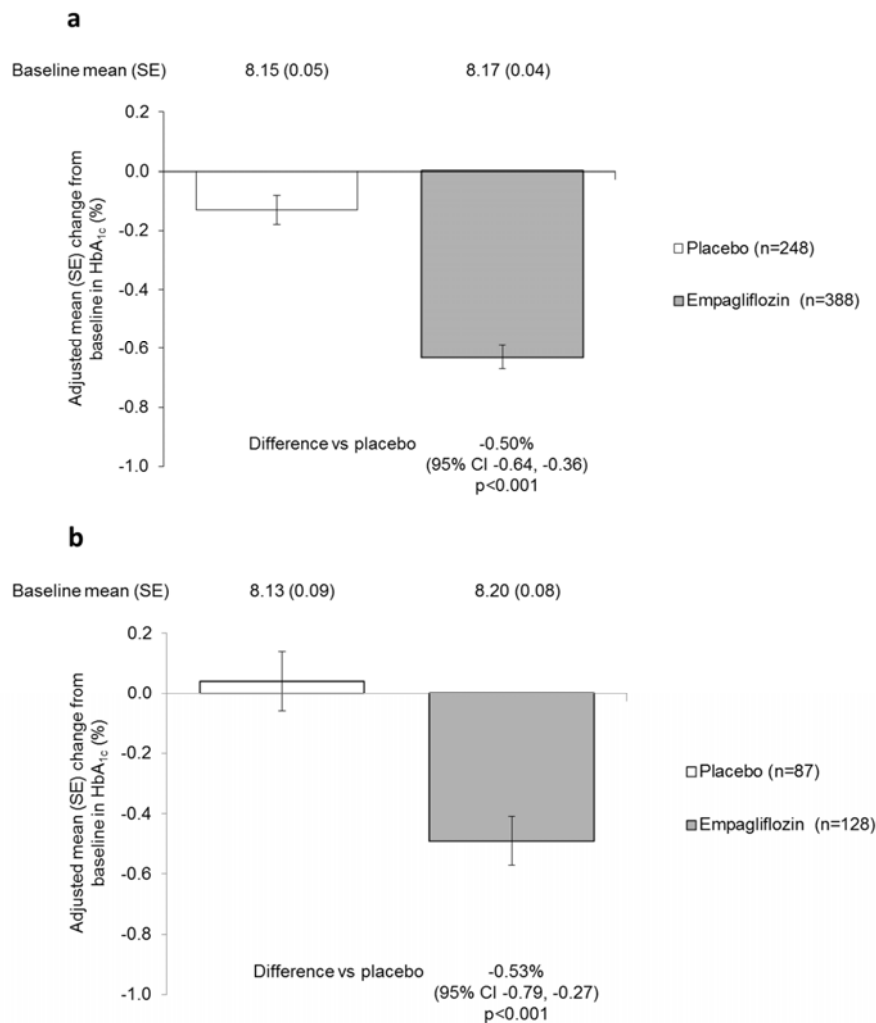 a
Baseline mean (SE) 8.15 (0.05) 8.17 (0.04)
Adjusted mean (SE) change from
baseline in HbA1c (%)
0.2
0.0
-0.2
-0.4
-0.6
-0.8
-1.0
Placebo (n=248)
Empagliflozin (n=388)
Difference vs placebo -0.50%
(95% CI -0.64, -0.36)
p<0.001
b
Baseline mean (SE) 8.13 (0.09) 8.20 (0.08)
Adjusted mean (SE) change from
baseline in HbA1c (%)
0.2
0.0
-0.2
-0.4
-0.6
-0.8
-1.0
Placebo (n=87)
Empagliflozin (n=128)
Difference vs placebo -0.53%
(95% CI -0.79, -0.27)
p<0.001